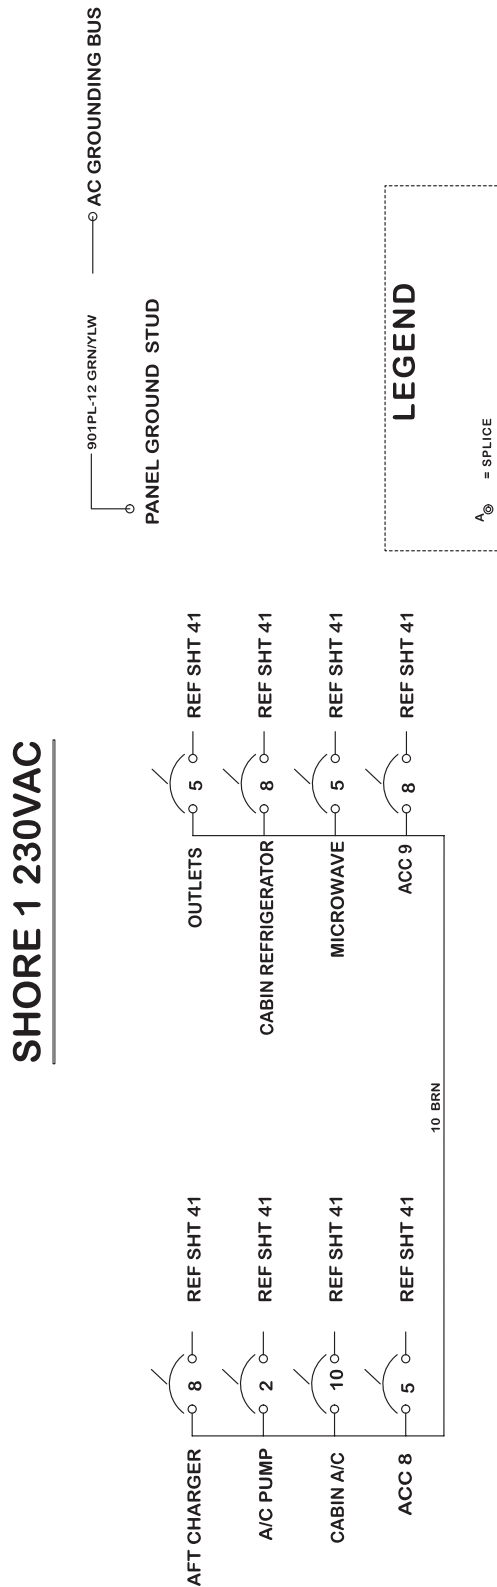 SHORE 1 230VAC
AFT CHARGER 8 REF SHT 41
A/C PUMP 2 REF SHT 41
CABIN A/C 10 REF SHT 41
ACC 8 5 REF SHT 41
10 BRN
OUTLETS 5 REF SHT 41
CABIN REFRIGERATOR 8 REF SHT 41
MICROWAVE 5 REF SHT 41
ACC 9 8 REF SHT 41
901PL-12 GRN/YLW
AC GROUNDING BUS
PANEL GROUND STUD
LEGEND
A = SPLICE